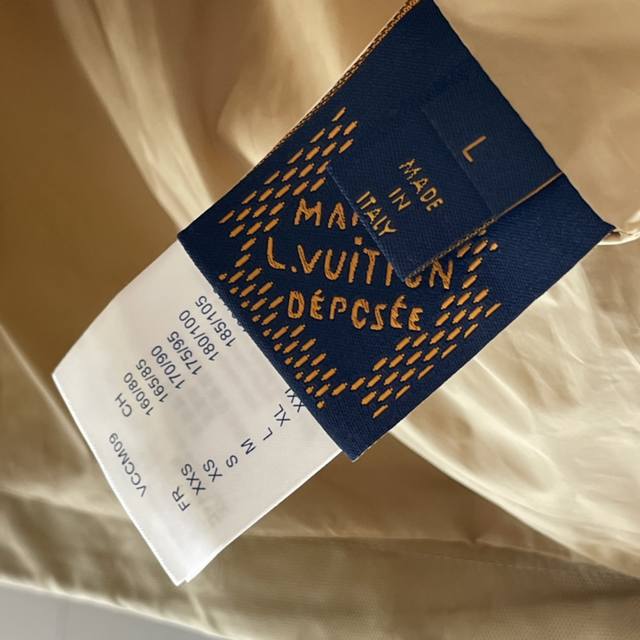 L
MADE
IN
ITALY
MA
L.VUITTON
DÉPOSÉE
VCCM09
FR CH
XXS 160/80
XS 165/85
S 170/90
M 175/95
L 180/100
XL 185/105